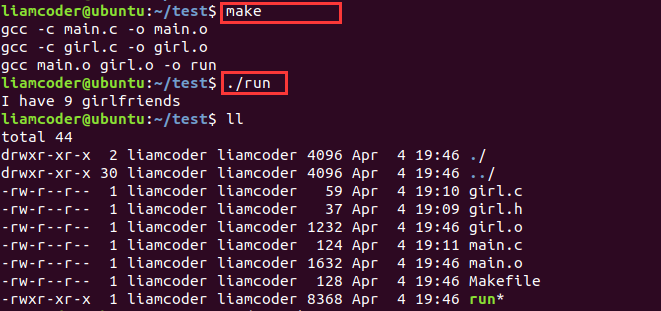 liamcoder@ubuntu:~/test$ make
gcc -c main.c -o main.o
gcc -c girl.c -o girl.o
gcc main.o girl.o -o run
liamcoder@ubuntu:~/test$ ./run
I have 9 girlfriends
liamcoder@ubuntu:~/test$ ll
total 44
drwxr-xr-x  2 liamcoder liamcoder 4096 Apr  4 19:46 ./
drwxr-xr-x 30 liamcoder liamcoder 4096 Apr  4 19:46 ../
-rw-r--r--  1 liamcoder liamcoder   59 Apr  4 19:10 girl.c
-rw-r--r--  1 liamcoder liamcoder   37 Apr  4 19:09 girl.h
-rw-r--r--  1 liamcoder liamcoder 1232 Apr  4 19:46 girl.o
-rw-r--r--  1 liamcoder liamcoder  124 Apr  4 19:11 main.c
-rw-r--r--  1 liamcoder liamcoder 1632 Apr  4 19:46 main.o
-rw-r--r--  1 liamcoder liamcoder  128 Apr  4 19:46 Makefile
-rwxr-xr-x  1 liamcoder liamcoder 8368 Apr  4 19:46 run*